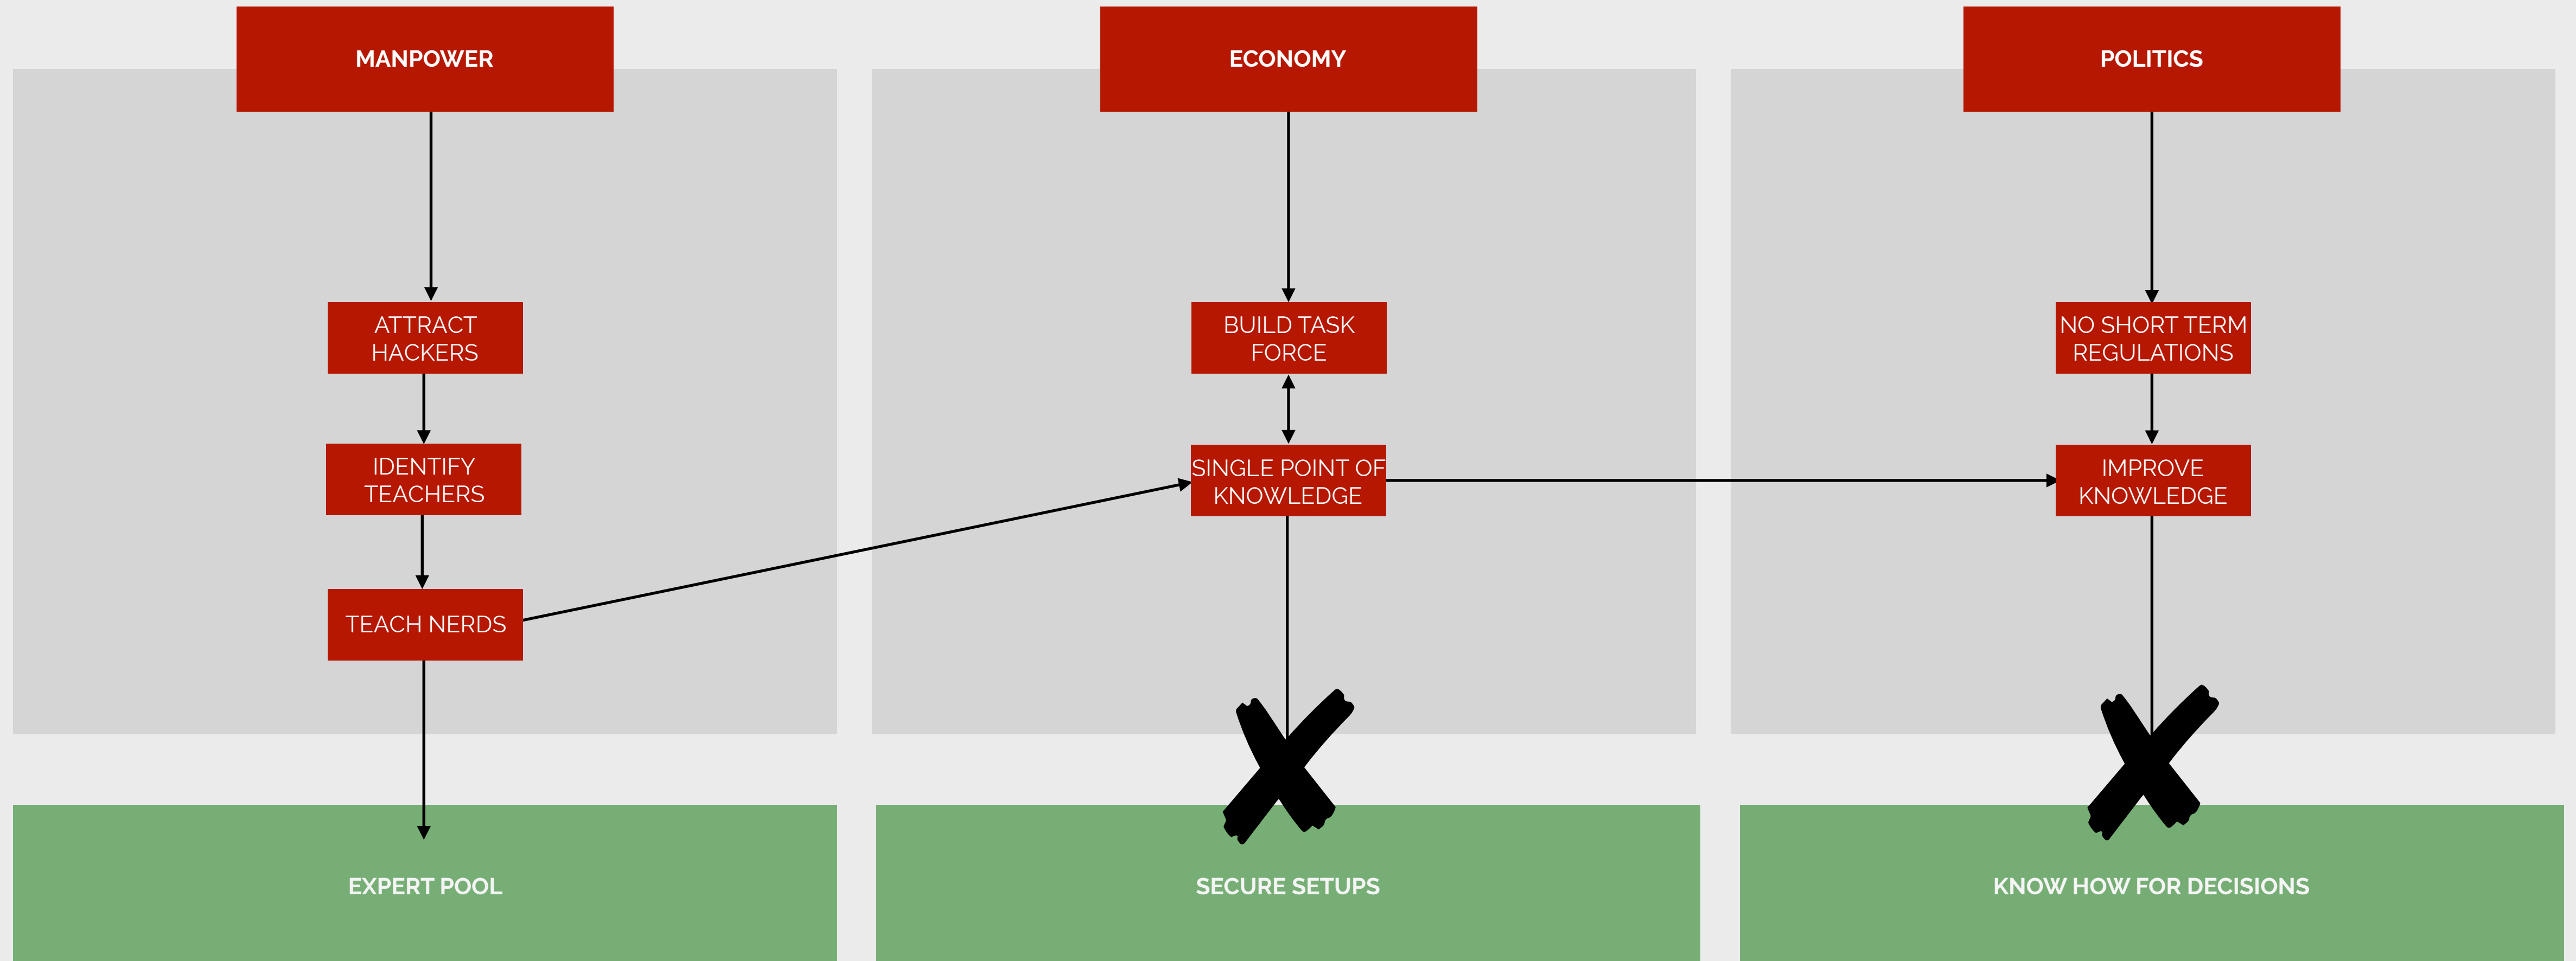 MANPOWER
ECONOMY
POLITICS
ATTRACT
HACKERS
BUILD TASK
FORCE
NO SHORT TERM
REGULATIONS
IDENTIFY
TEACHERS
SINGLE POINT OF
KNOWLEDGE
IMPROVE
KNOWLEDGE
TEACH NERDS
EXPERT POOL
SECURE SETUPS
KNOW HOW FOR DECISIONS